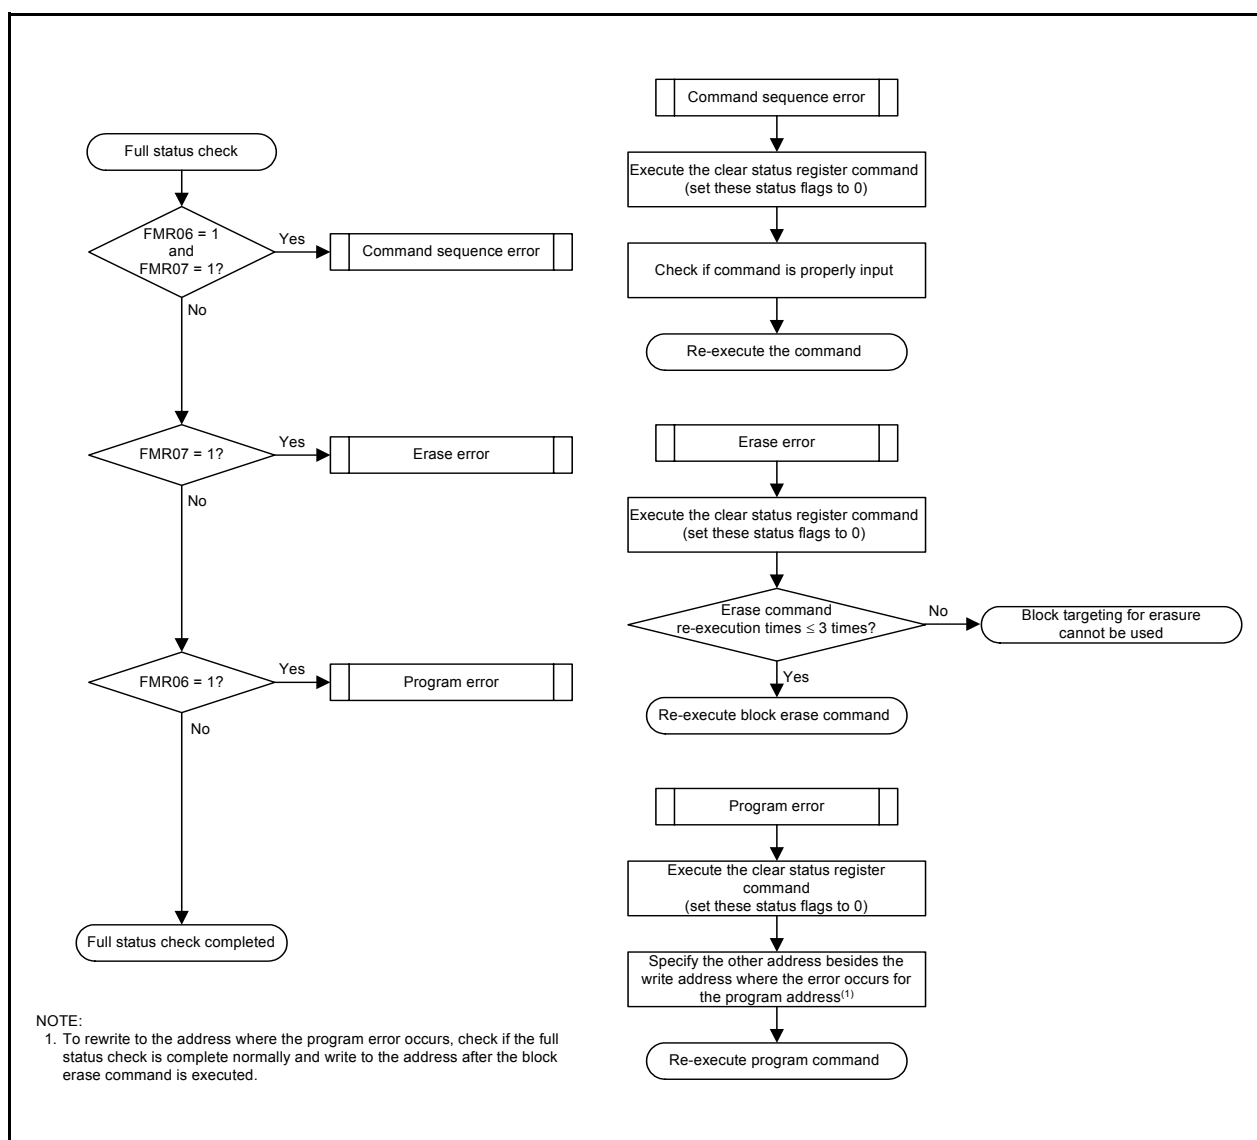 Full status check
FMR06 = 1
and
FMR07 = 1?
Yes
Command sequence error
No
FMR07 = 1?
Yes
Erase error
No
FMR06 = 1?
Yes
Program error
No
Full status check completed
Command sequence error
Execute the clear status register command
(set these status flags to 0)
Check if command is properly input
Re-execute the command
Erase error
Execute the clear status register command
(set these status flags to 0)
Erase command
re-execution times ≤ 3 times?
No
Block targeting for erasure
cannot be used
Yes
Re-execute block erase command
Program error
Execute the clear status register
command
(set these status flags to 0)
Specify the other address besides the
write address where the error occurs for
the program address(1)
Re-execute program command
NOTE:
1. To rewrite to the address where the program error occurs, check if the full
status check is complete normally and write to the address after the block
erase command is executed.